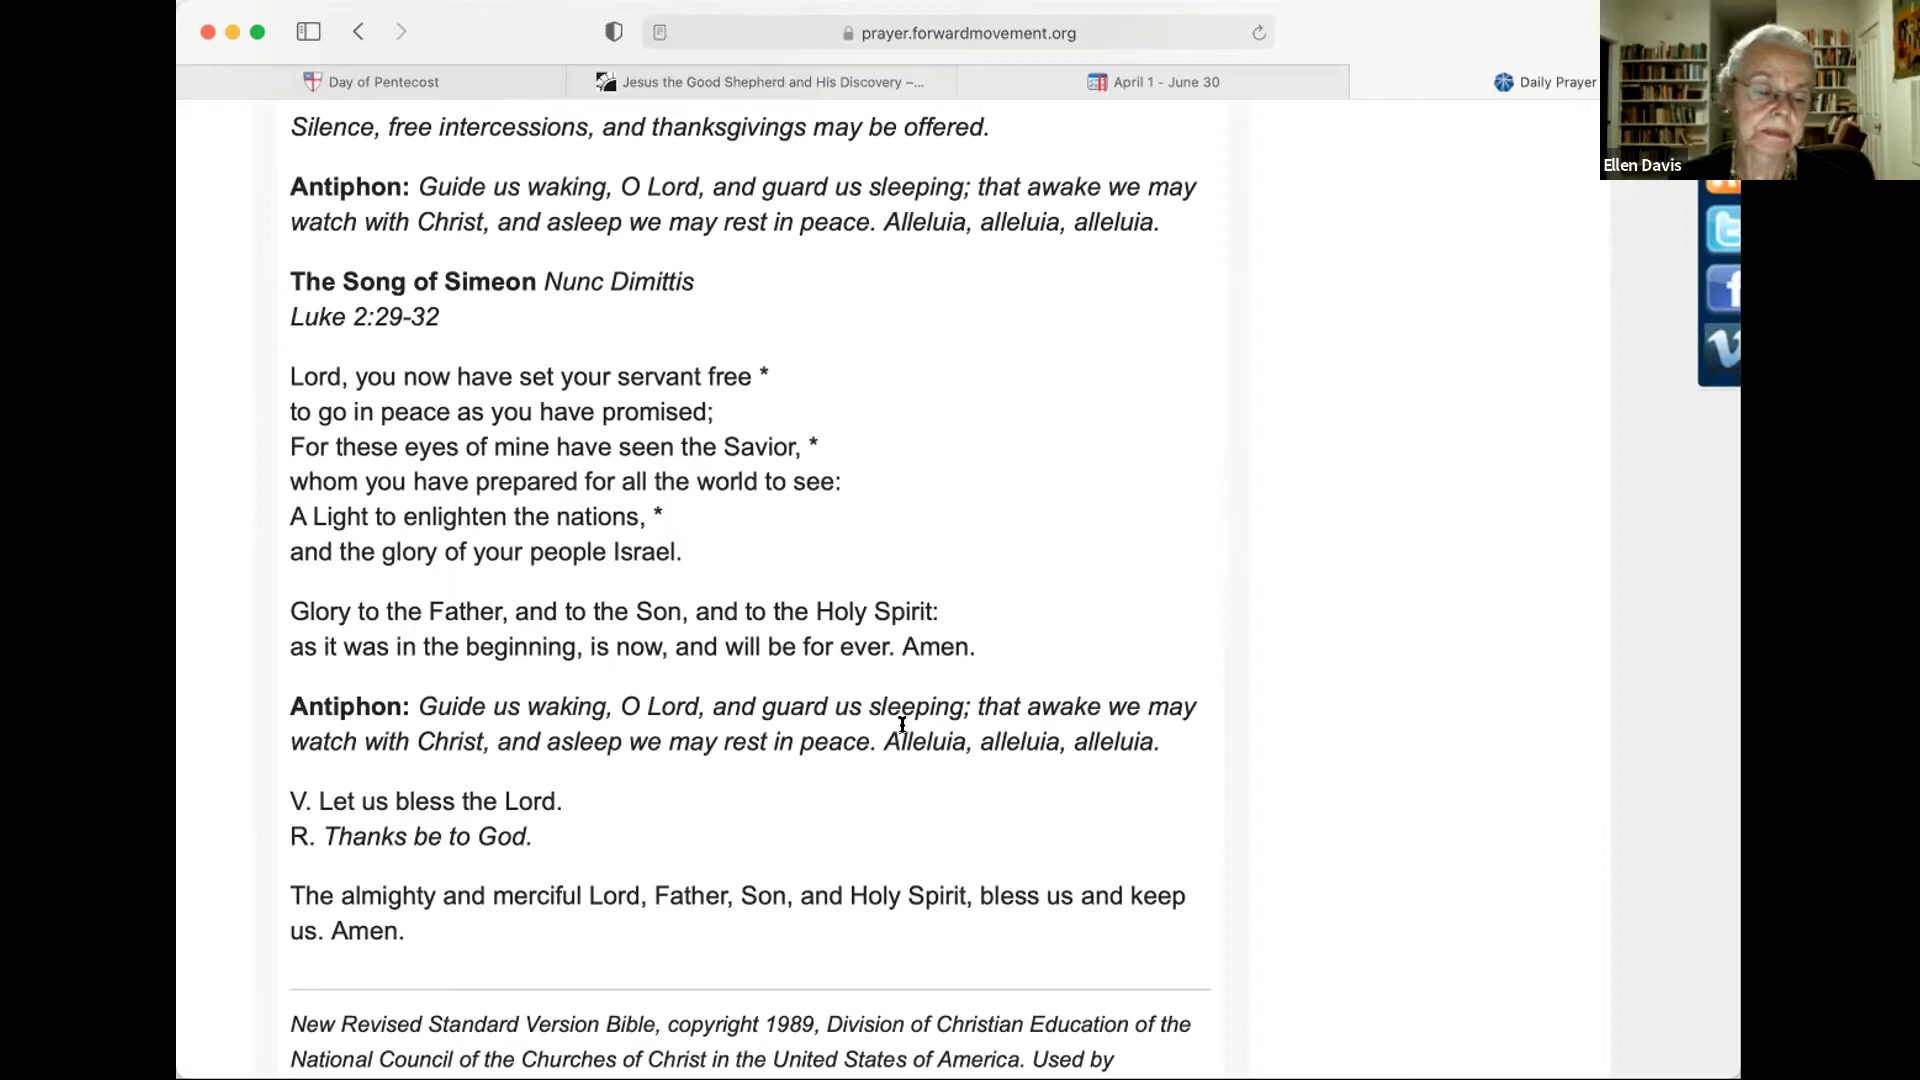 prayer.forwardmovement.org
Day of Pentecost
Jesus the Good Shepherd and His Discovery –...
April 1 - June 30
Daily Prayer
Ellen Davis
Silence, free intercessions, and thanksgivings may be offered.
Antiphon: Guide us waking, O Lord, and guard us sleeping; that awake we may
watch with Christ, and asleep we may rest in peace. Alleluia, alleluia, alleluia.
The Song of Simeon Nunc Dimittis
Luke 2:29-32
Lord, you now have set your servant free *
to go in peace as you have promised;
For these eyes of mine have seen the Savior, *
whom you have prepared for all the world to see:
A Light to enlighten the nations, *
and the glory of your people Israel.
Glory to the Father, and to the Son, and to the Holy Spirit:
as it was in the beginning, is now, and will be for ever. Amen.
Antiphon: Guide us waking, O Lord, and guard us sleeping; that awake we may
watch with Christ, and asleep we may rest in peace. Alleluia, alleluia, alleluia.
V. Let us bless the Lord.
R. Thanks be to God.
The almighty and merciful Lord, Father, Son, and Holy Spirit, bless us and keep
us. Amen.
New Revised Standard Version Bible, copyright 1989, Division of Christian Education of the
National Council of the Churches of Christ in the United States of America. Used by